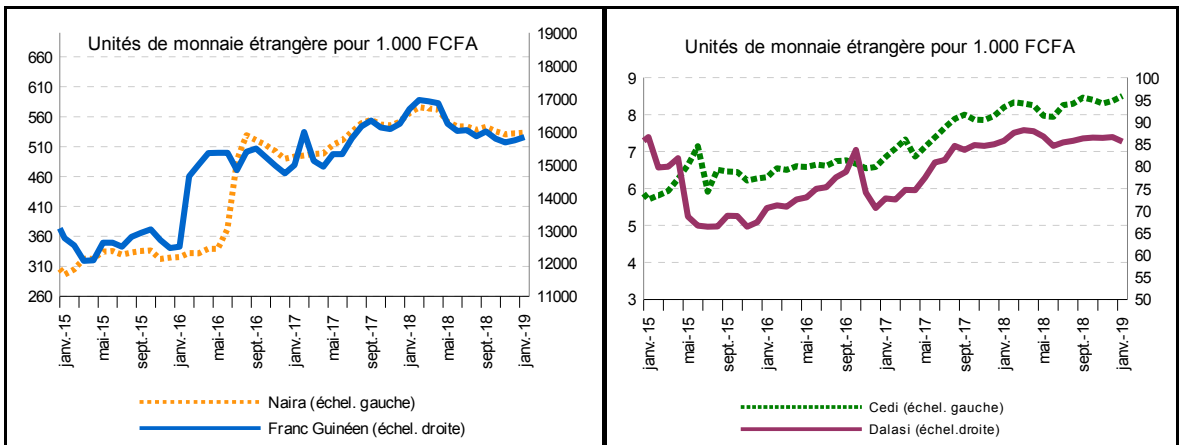 Unités de monnaie étrangère pour 1.000 FCFA
660
610
560
510
460
410
360
310
260
19000
18000
17000
16000
15000
14000
13000
12000
11000
janv.-15
mai-15
sept.-15
janv.-16
mai-16
sept.-16
janv.-17
mai-17
sept.-17
janv.-18
mai-18
sept.-18
janv.-19
Naira (échel. gauche)
Franc Guinéen (échel. droite)
Unités de monnaie étrangère pour 1.000 FCFA
9
8
7
6
5
4
3
100
95
90
85
80
75
70
65
60
55
50
janv.-15
mai-15
sept.-15
janv.-16
mai-16
sept.-16
janv.-17
mai-17
sept.-17
janv.-18
mai-18
sept.-18
janv.-19
Cedi (échel. gauche)
Dalasi (échel.droite)